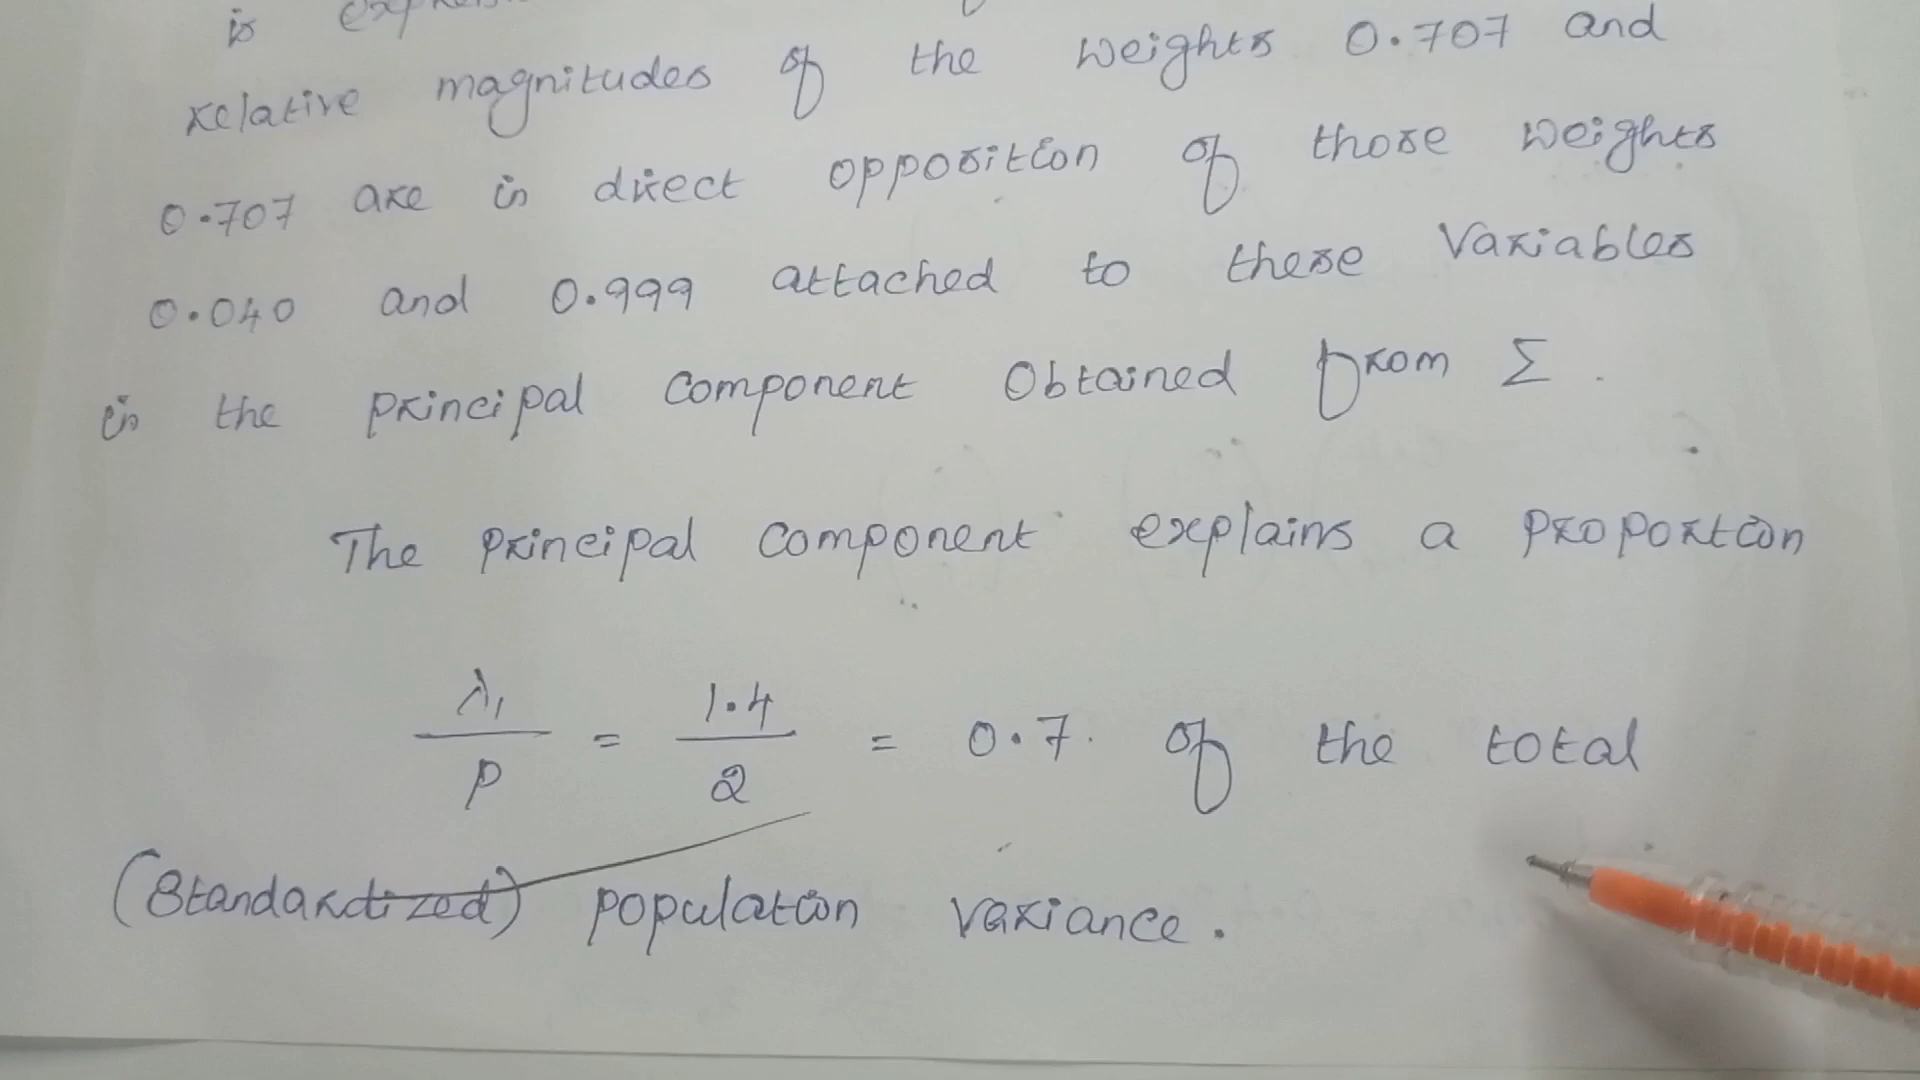 is
relative magnitudes of the weights 0.707 and
0.707 are in direct opposition of those weights
0.040 and 0.999 attached to these variables
in the principal component obtained from Σ.
The principal component explains a proportion
λ₁/p = 1.4/2 = 0.7 of the total
(Standardized) population variance.